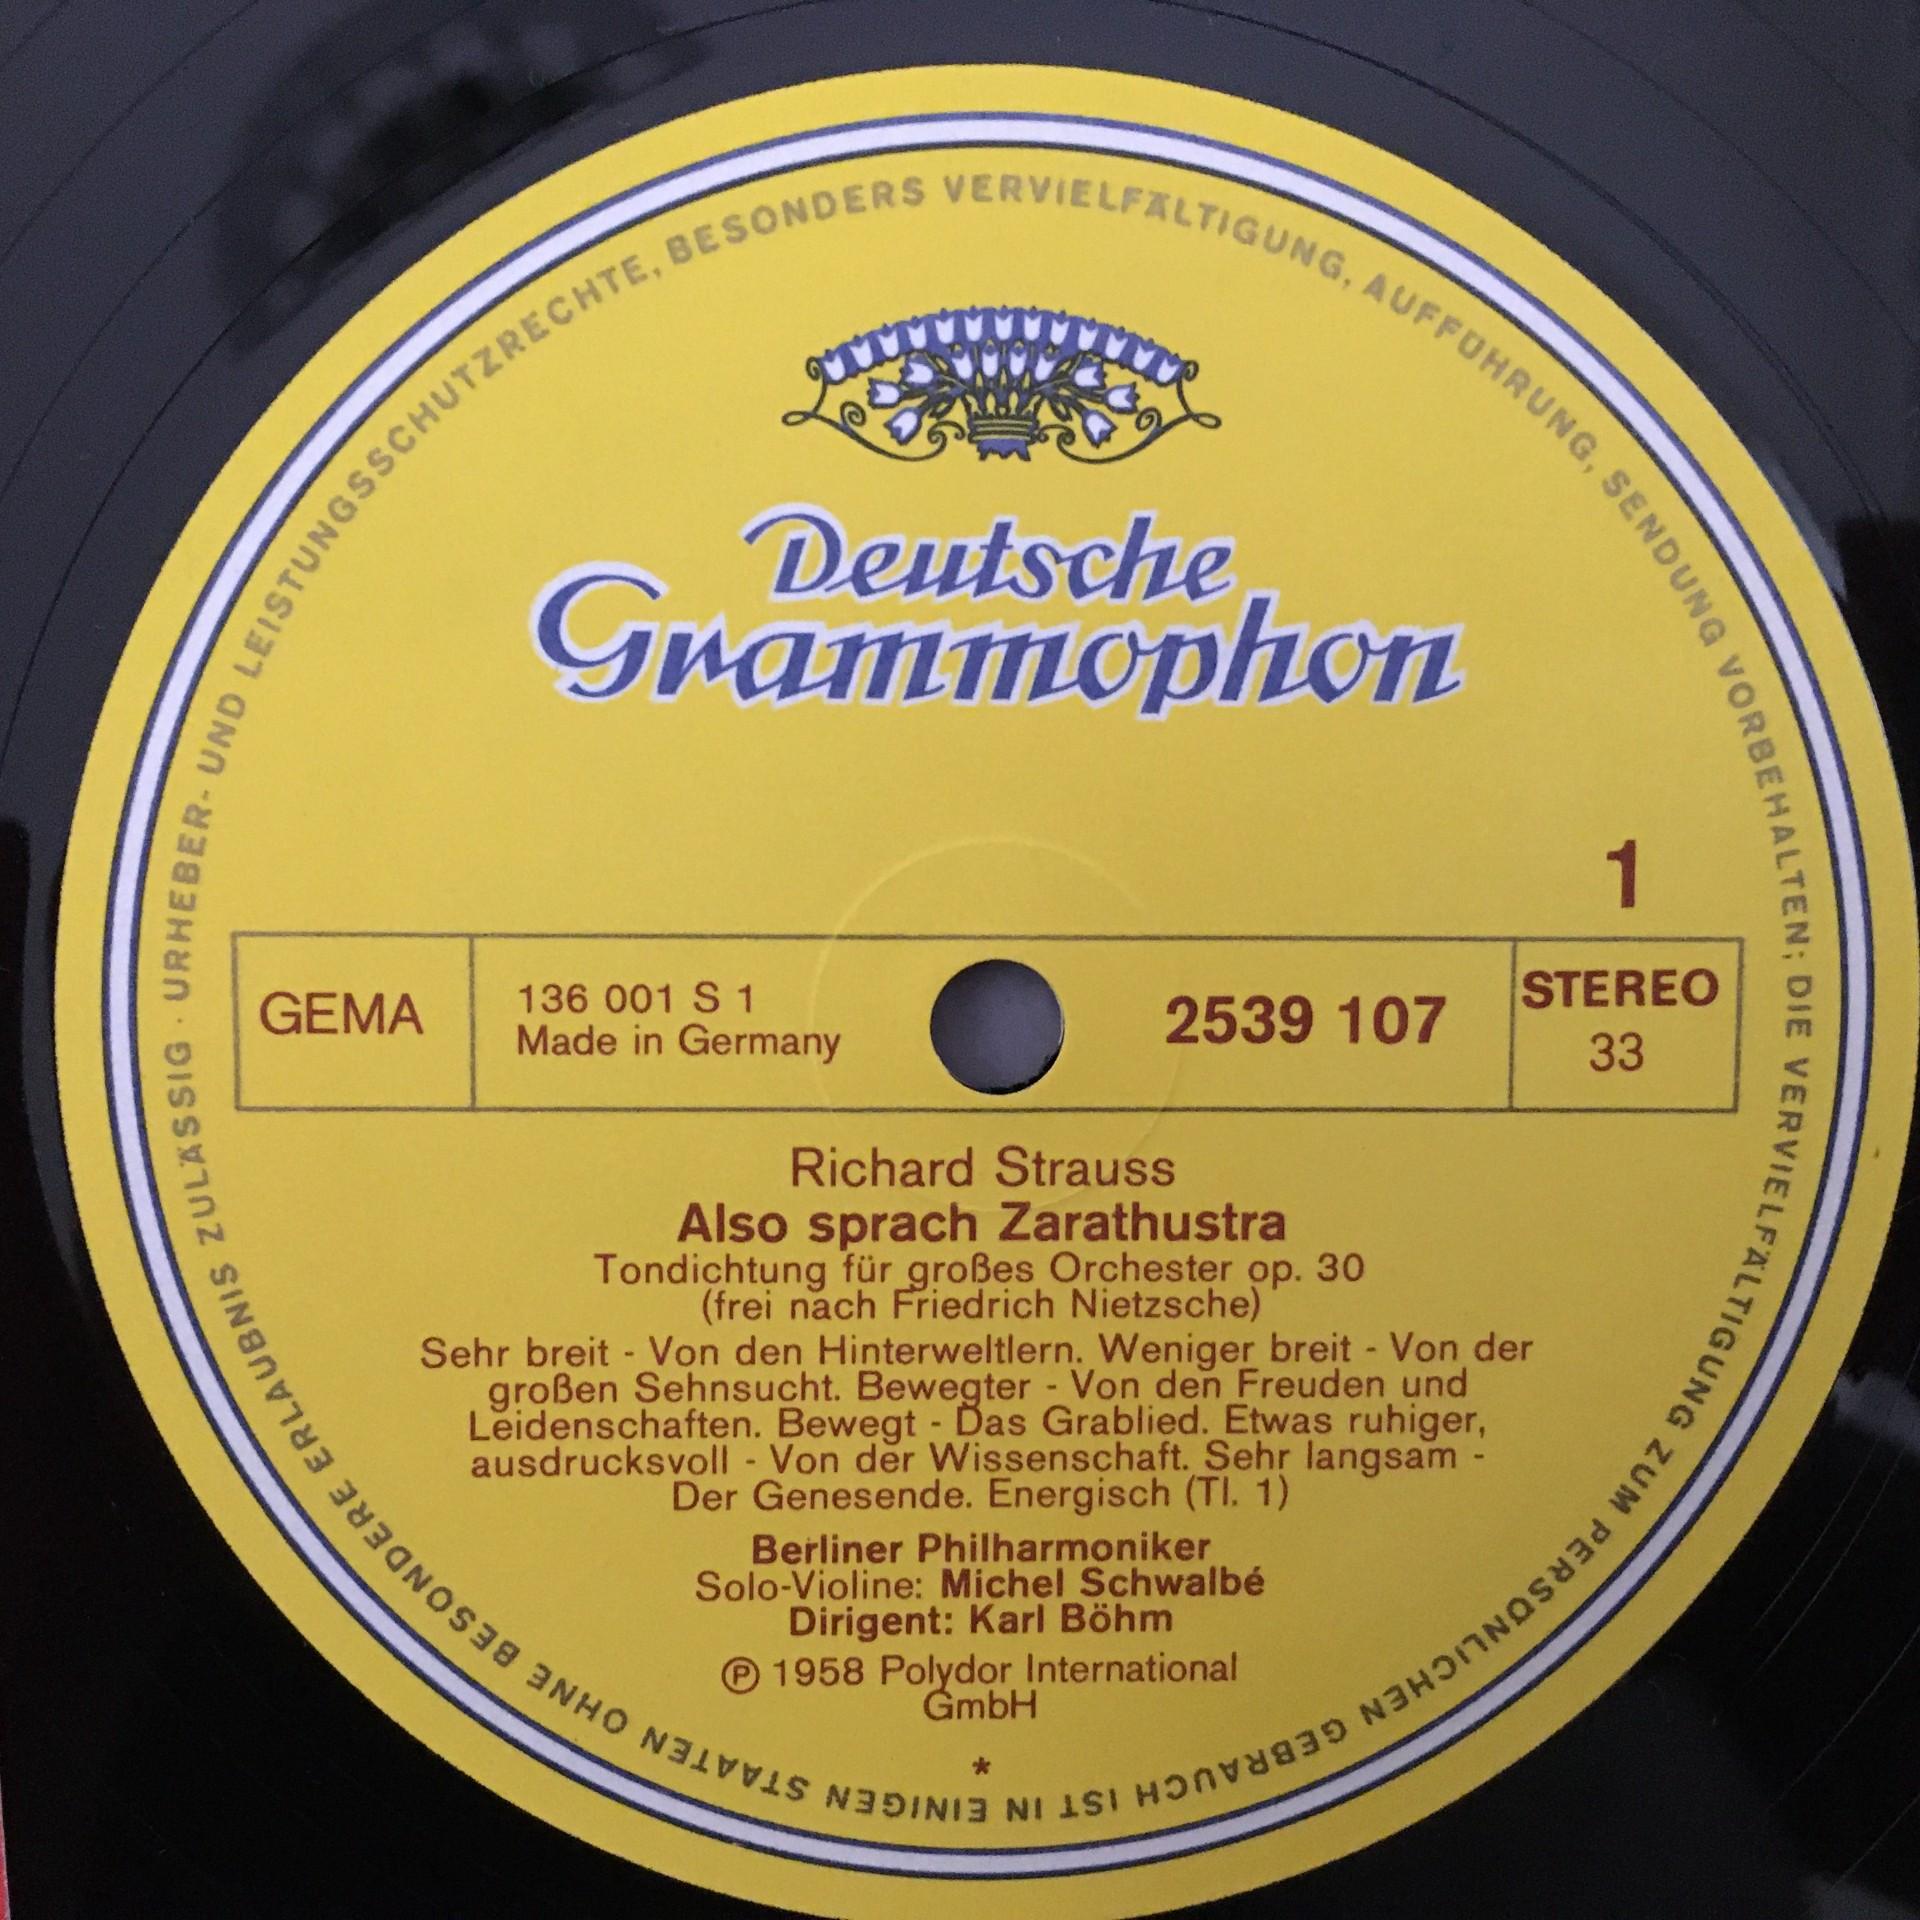 URHEBER- UND LEISTUNGSSCHUTZRECHTE, BESONDERS VERVIELFÄLTIGUNG, AUFFÜHRUNG, SENDUNG VORBEHALTEN; DIE VERVIELFÄLTIGUNG ZUM PERSÖNLICHEN GEBRAUCH IST IN EINIGEN STAATEN OHNE BESONDERE ERLAUBNIS ZULÄSSIG ·
Deutsche
Grammophon
1
GEMA
136 001 S 1
Made in Germany
2539 107
STEREO
33
Richard Strauss
Also sprach Zarathustra
Tondichtung für großes Orchester op. 30
(frei nach Friedrich Nietzsche)
Sehr breit - Von den Hinterweltlern. Weniger breit - Von der
großen Sehnsucht. Bewegter - Von den Freuden und
Leidenschaften. Bewegt - Das Grablied. Etwas ruhiger,
ausdrucksvoll - Von der Wissenschaft. Sehr langsam -
Der Genesende. Energisch (Tl. 1)
Berliner Philharmoniker
Solo-Violine: Michel Schwalbé
Dirigent: Karl Böhm
℗ 1958 Polydor International
GmbH
*